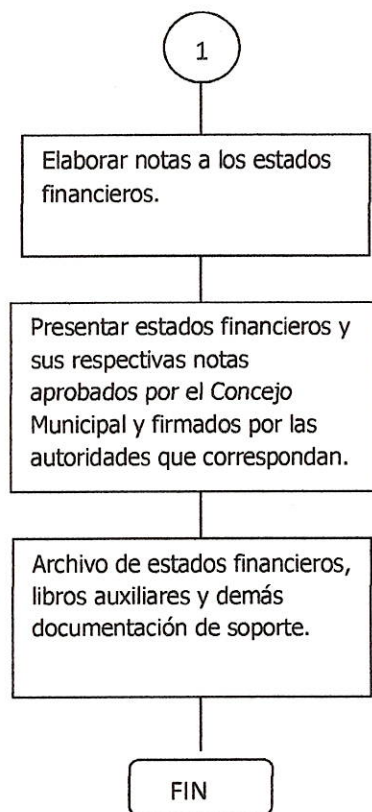 1
Elaborar notas a los estados
financieros.
Presentar estados financieros y
sus respectivas notas
aprobados por el Concejo
Municipal y firmados por las
autoridades que correspondan.
Archivo de estados financieros,
libros auxiliares y demás
documentación de soporte.
FIN